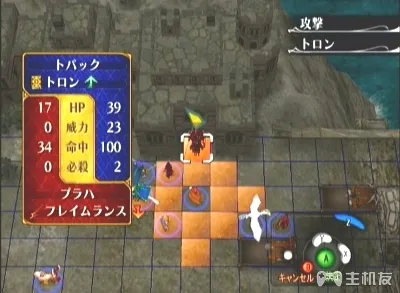 攻撃
トロン
トパック
トロン
17 HP 39
0 威力 23
34 命中 100
0 必殺 2
プラハ
フレイムランス
A
B
キャンセル
主机友